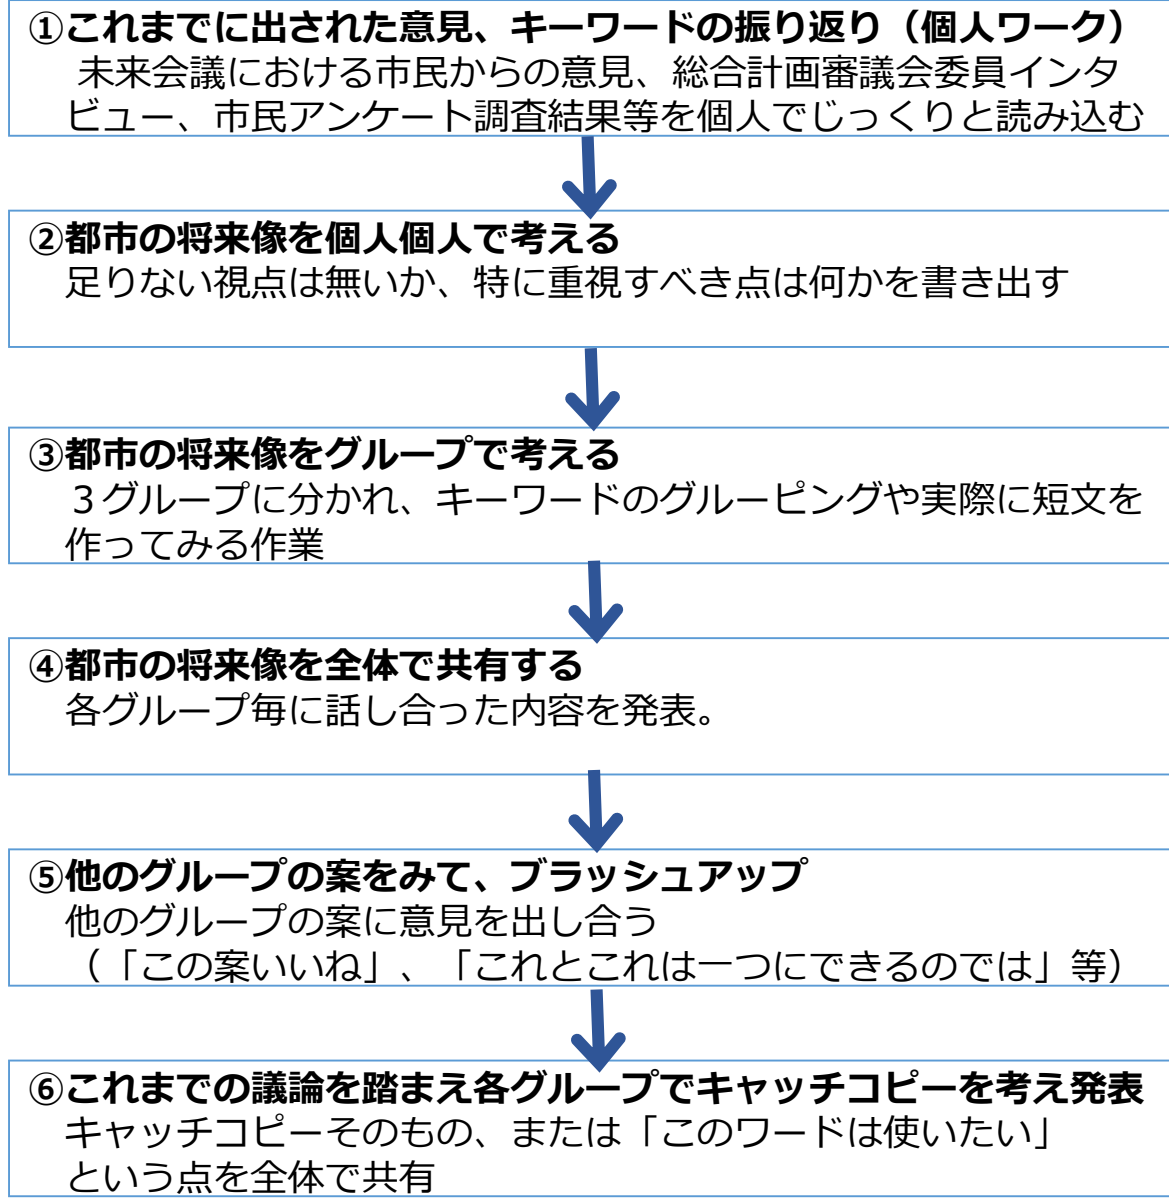 ①これまでに出された意見、キーワードの振り返り（個人ワーク）
未来会議における市民からの意見、総合計画審議会委員インタ
ビュー、市民アンケート調査結果等を個人でじっくりと読み込む
②都市の将来像を個人個人で考える
足りない視点は無いか、特に重視すべき点は何かを書き出す
③都市の将来像をグループで考える
３グループに分かれ、キーワードのグルーピングや実際に短文を
作ってみる作業
④都市の将来像を全体で共有する
各グループ毎に話し合った内容を発表。
⑤他のグループの案をみて、ブラッシュアップ
他のグループの案に意見を出し合う
（「この案いいね」、「これとこれは一つにできるのでは」等）
⑥これまでの議論を踏まえ各グループでキャッチコピーを考え発表
キャッチコピーそのもの、または「このワードは使いたい」
という点を全体で共有